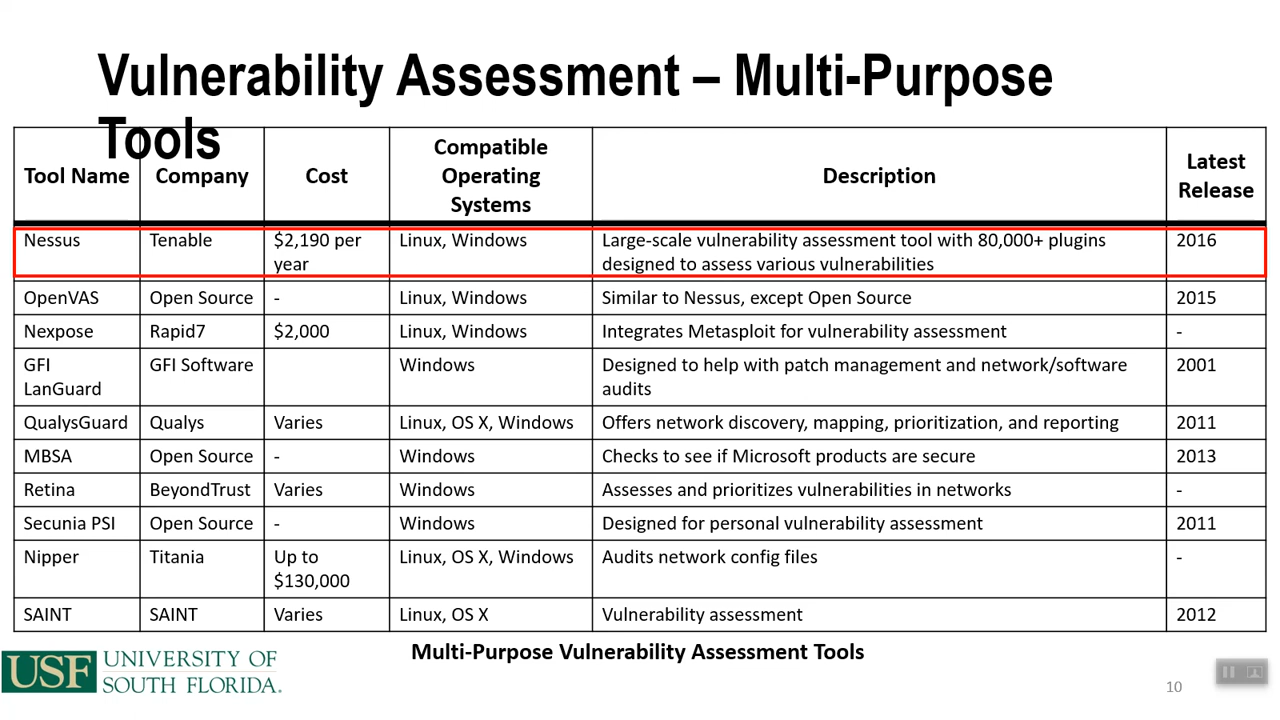 Vulnerability Assessment – Multi-Purpose
Tools
Tool Name Company Cost Compatible Operating Systems Description Latest Release
Nessus Tenable $2,190 per year Linux, Windows Large-scale vulnerability assessment tool with 80,000+ plugins designed to assess various vulnerabilities 2016
OpenVAS Open Source - Linux, Windows Similar to Nessus, except Open Source 2015
Nexpose Rapid7 $2,000 Linux, Windows Integrates Metasploit for vulnerability assessment -
GFI LanGuard GFI Software Windows Designed to help with patch management and network/software audits 2001
QualysGuard Qualys Varies Linux, OS X, Windows Offers network discovery, mapping, prioritization, and reporting 2011
MBSA Open Source - Windows Checks to see if Microsoft products are secure 2013
Retina BeyondTrust Varies Windows Assesses and prioritizes vulnerabilities in networks -
Secunia PSI Open Source - Windows Designed for personal vulnerability assessment 2011
Nipper Titania Up to $130,000 Linux, OS X, Windows Audits network config files -
SAINT SAINT Varies Linux, OS X Vulnerability assessment 2012
Multi-Purpose Vulnerability Assessment Tools
USF UNIVERSITY OF
SOUTH FLORIDA.
10